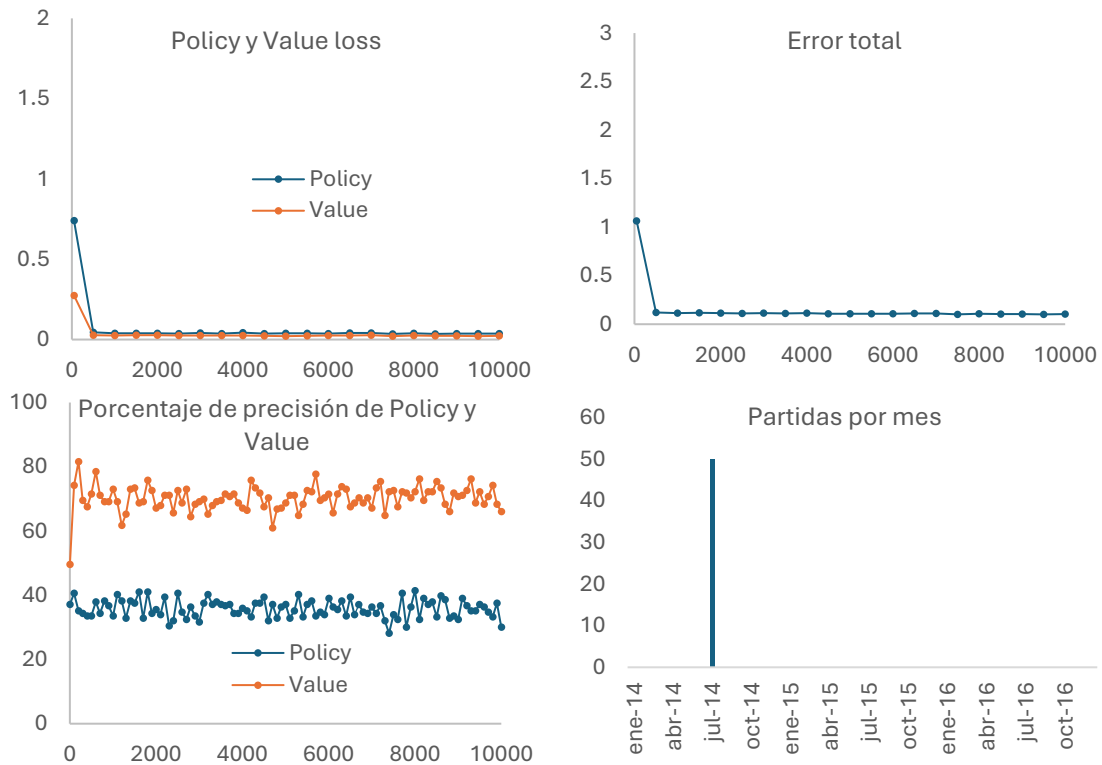 Policy y Value loss
2
1.5
1
0.5
0
Policy
Value
0 2000 4000 6000 8000 10000
Error total
3
2.5
2
1.5
1
0.5
0
0 2000 4000 6000 8000 10000
Porcentaje de precisión de Policy y
Value
100
80
60
40
20
0
Policy
Value
0 2000 4000 6000 8000 10000
Partidas por mes
60
50
40
30
20
10
0
ene-14
abr-14
jul-14
oct-14
ene-15
abr-15
jul-15
oct-15
ene-16
abr-16
jul-16
oct-16